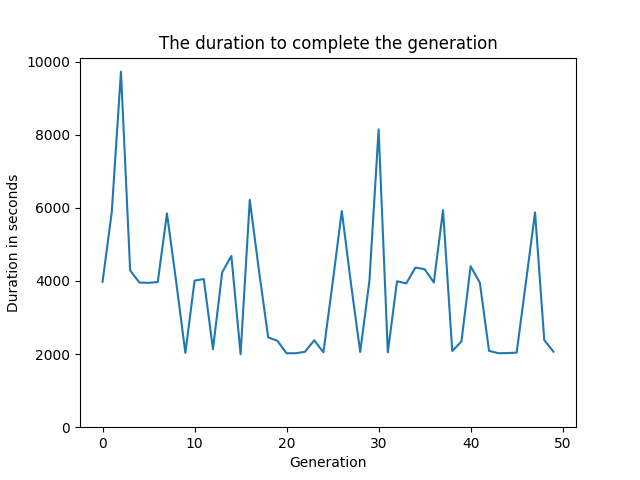 The duration to complete the generation
10000
8000
6000
4000
2000
0
Duration in seconds
0 10 20 30 40 50
Generation